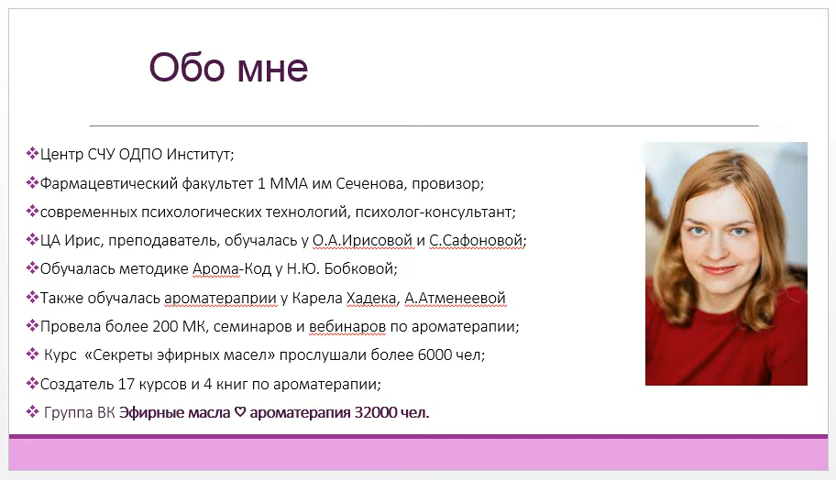 Обо мне
❖Центр СЧУ ОДПО Институт;
❖Фармацевтический факультет 1 ММА им Сеченова, провизор;
❖современных психологических технологий, психолог-консультант;
❖ЦА Ирис, преподаватель, обучалась у О.А.Ирисовой и С.Сафоновой;
❖Обучалась методике Арома-Код у Н.Ю. Бобковой;
❖Также обучалась ароматераприи у Карела Хадека, А.Атменеевой
❖Провела более 200 МК, семинаров и вебинаров по ароматерапии;
❖ Курс «Секреты эфирных масел» прослушали более 6000 чел;
❖Создатель 17 курсов и 4 книг по ароматерапии;
❖ Группа ВК Эфирные масла ♡ ароматерапия 32000 чел.